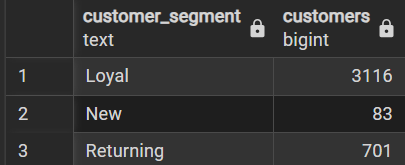 customer_segment customers
text bigint
1 Loyal 3116
2 New 83
3 Returning 701